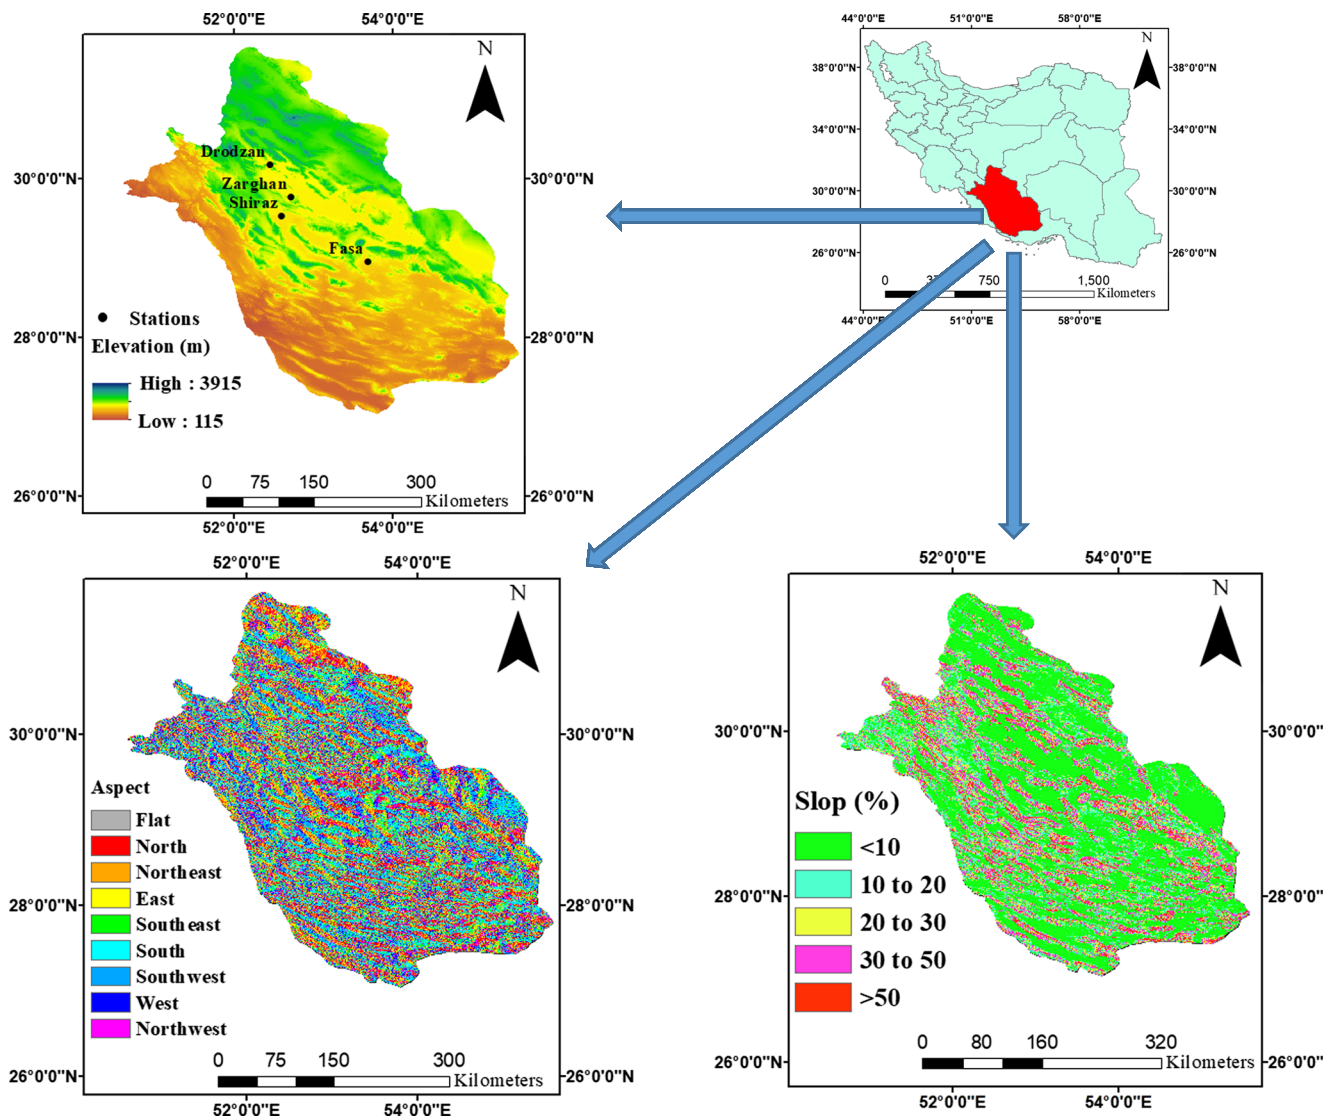 52°0'0"E 54°0'0"E
N
30°0'0"N 30°0'0"N
Drodzan
Zarghan
Shiraz
Fasa
Stations
Elevation (m)
High : 3915
Low : 115
28°0'0"N 28°0'0"N
0 75 150 300
Kilometers
26°0'0"N 26°0'0"N
52°0'0"E 54°0'0"E
44°0'0"E 51°0'0"E 58°0'0"E
N
38°0'0"N 38°0'0"N
34°0'0"N 34°0'0"N
30°0'0"N 30°0'0"N
26°0'0"N 26°0'0"N
0 750 1,500
Kilometers
44°0'0"E 51°0'0"E 58°0'0"E
52°0'0"E 54°0'0"E
N
30°0'0"N 30°0'0"N
Aspect
Flat
North
Northeast
East
Southeast
South
Southwest
West
Northwest
28°0'0"N 28°0'0"N
0 75 150 300
Kilometers
26°0'0"N 26°0'0"N
52°0'0"E 54°0'0"E
52°0'0"E 54°0'0"E
N
30°0'0"N 30°0'0"N
Slop (%)
<10
10 to 20
20 to 30
30 to 50
>50
28°0'0"N 28°0'0"N
0 80 160 320
Kilometers
26°0'0"N 26°0'0"N
52°0'0"E 54°0'0"E